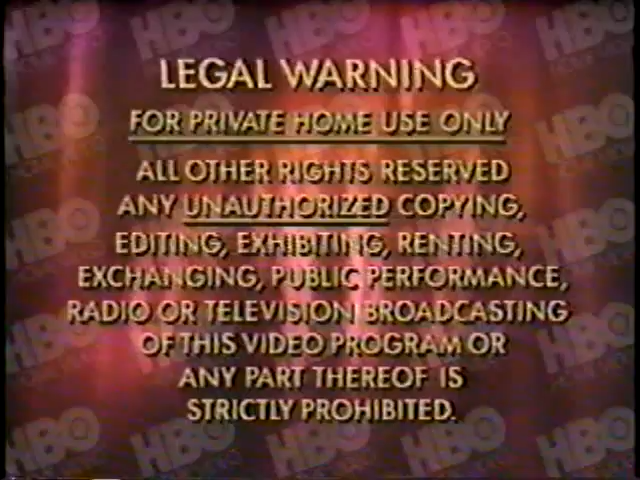 LEGAL WARNING
FOR PRIVATE HOME USE ONLY
ALL OTHER RIGHTS RESERVED
ANY UNAUTHORIZED COPYING,
EDITING, EXHIBITING, RENTING,
EXCHANGING, PUBLIC PERFORMANCE,
RADIO OR TELEVISION BROADCASTING
OF THIS VIDEO PROGRAM OR
ANY PART THEREOF IS
STRICTLY PROHIBITED.
HBO